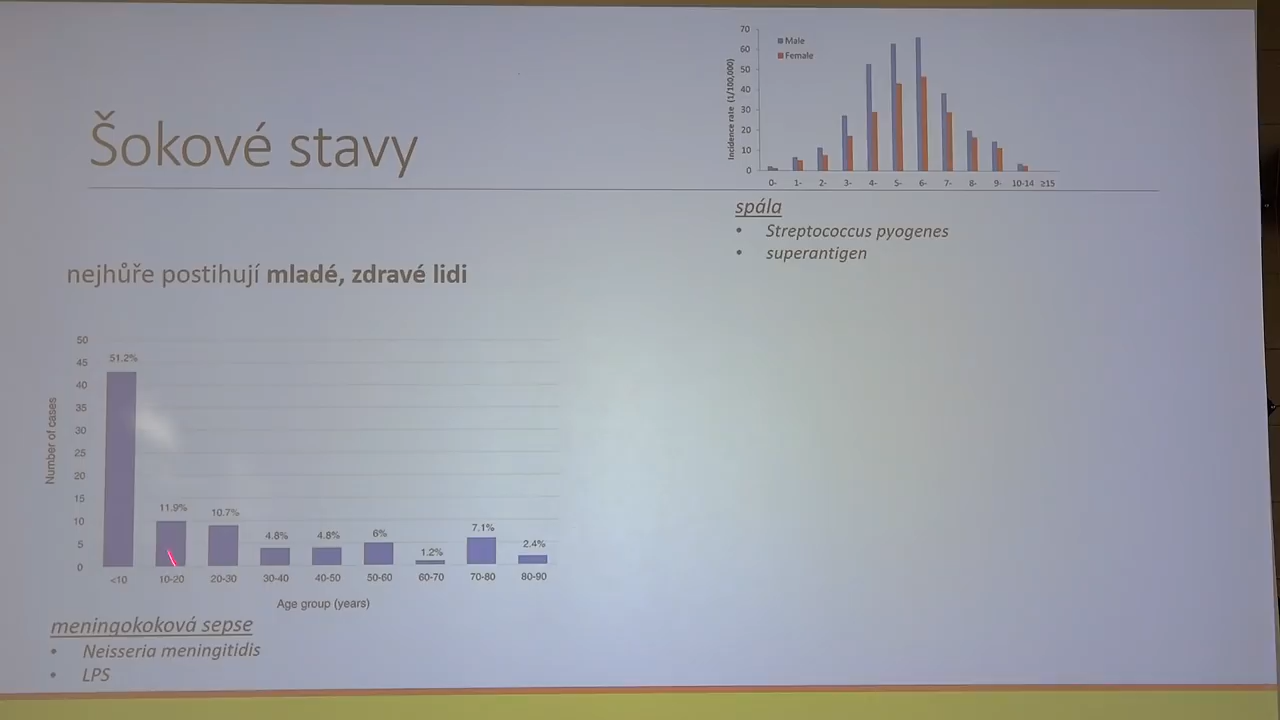 Šokové stavy
nejhůře postihují mladé, zdravé lidi
50
45
40
35
30
25
20
15
10
5
0
Number of cases
51.2%
11.9%
10.7%
4.8%
4.8%
6%
1.2%
7.1%
2.4%
<10 10-20 20-30 30-40 40-50 50-60 60-70 70-80 80-90
Age group (years)
meningokoková sepse
• Neisseria meningitidis
• LPS
70
60
50
40
30
20
10
0
Incidence rate (1/100,000)
Male
Female
0- 1- 2- 3- 4- 5- 6- 7- 8- 9- 10-14 ≥15
spála
• Streptococcus pyogenes
• superantigen